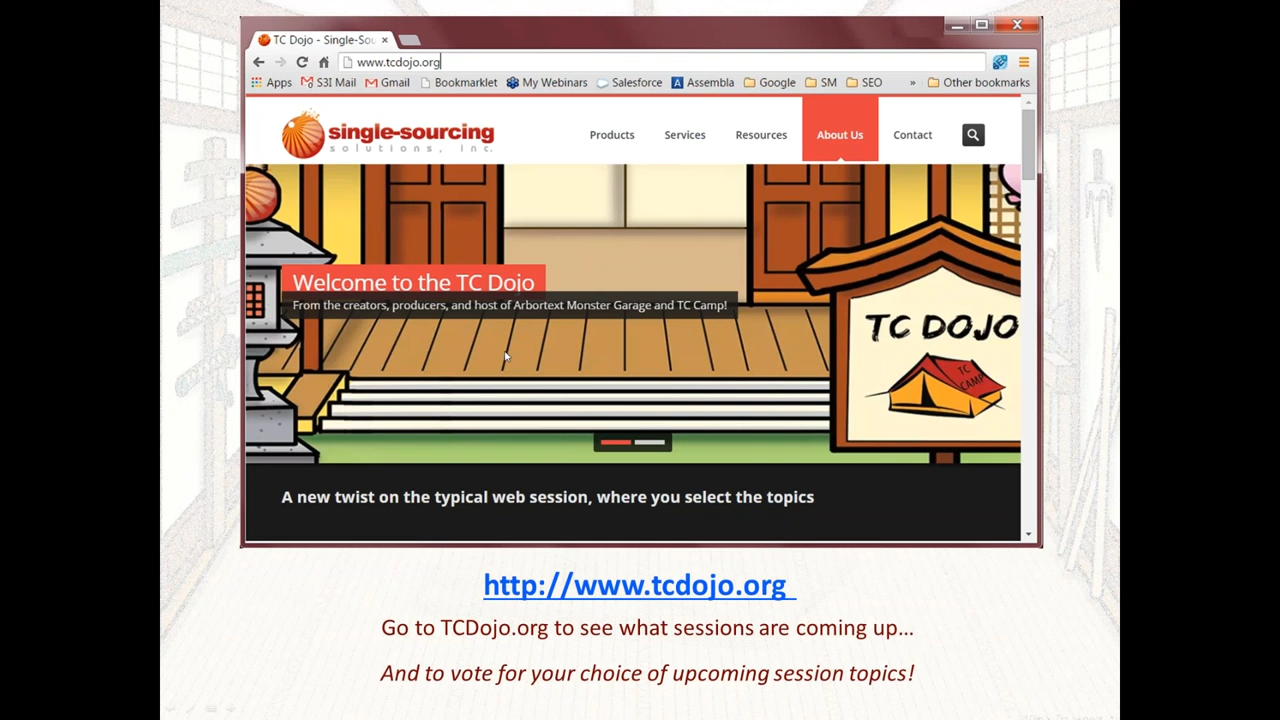 TC Dojo - Single-Sou
www.tcdojo.org
Apps S3I Mail Gmail Bookmarklet My Webinars Salesforce Assembla Google SM SEO » Other bookmarks
single-sourcing
solutions, inc.
Products Services Resources About Us Contact
Welcome to the TC Dojo
From the creators, producers, and host of Arbortext Monster Garage and TC Camp!
TC DOJO
TC
CAMP
A new twist on the typical web session, where you select the topics
http://www.tcdojo.org
Go to TCDojo.org to see what sessions are coming up...
And to vote for your choice of upcoming session topics!